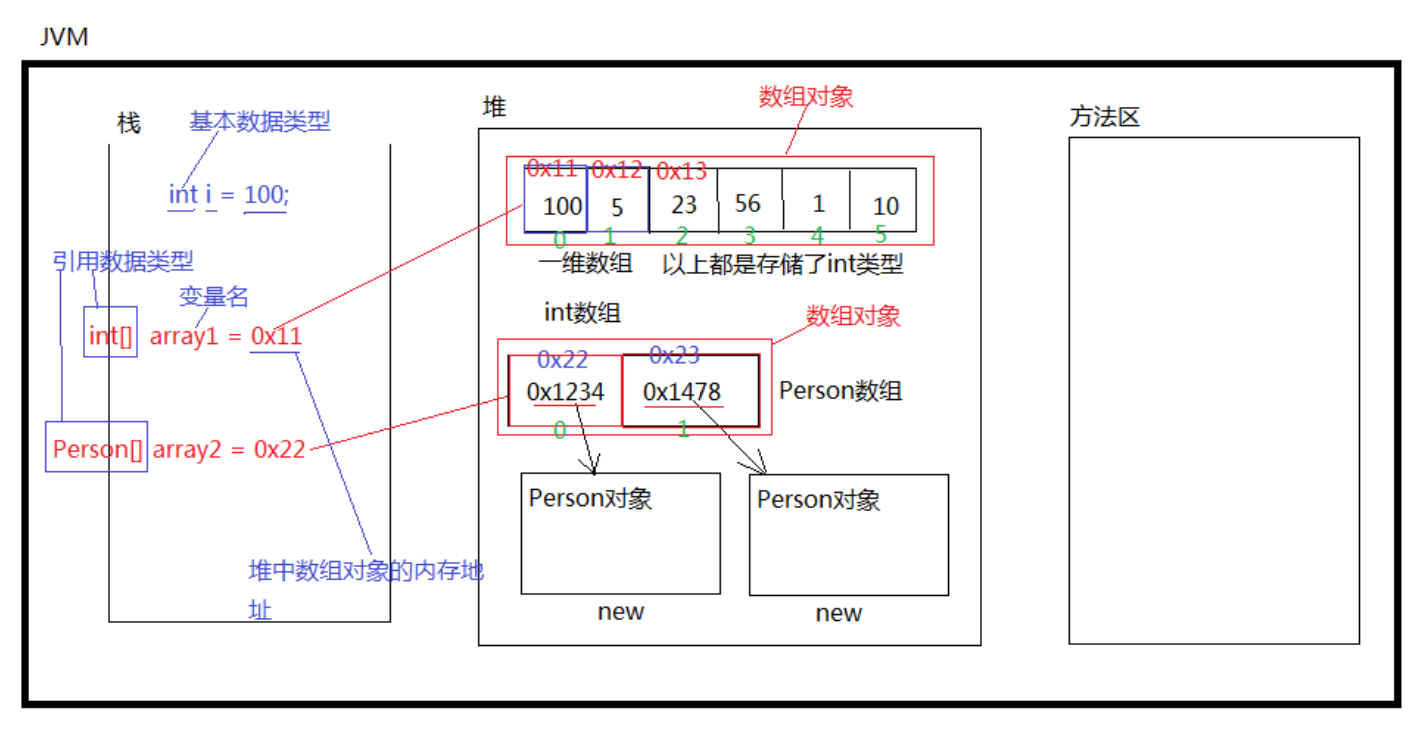 JVM
栈
基本数据类型
int i = 100;
引用数据类型
变量名
int[] array1 = 0x11
Person[] array2 = 0x22
堆中数组对象的内存地
址
堆
数组对象
0x11 0x12 0x13
100 5 23 56 1 10
0 1 2 3 4 5
一维数组 以上都是存储了int类型
int数组
数组对象
0x22 0x23
0x1234 0x1478
Person数组
0 1
Person对象 Person对象
new new
方法区